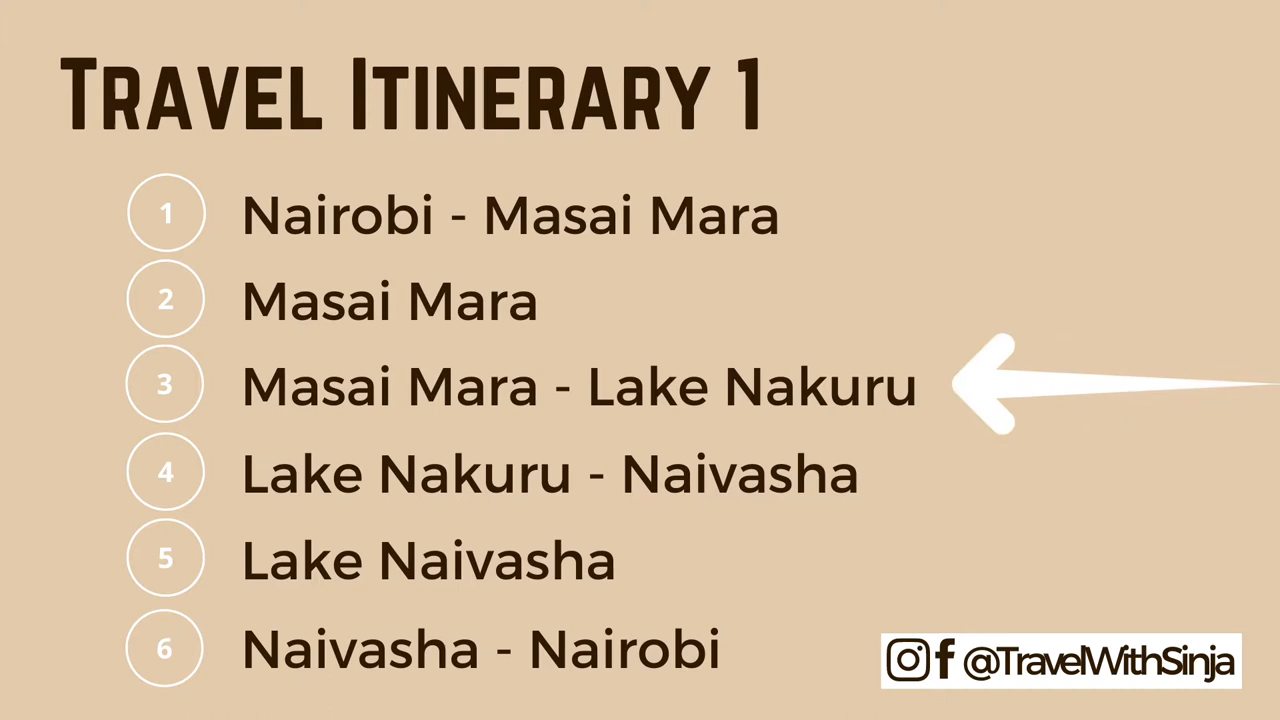 Travel Itinerary 1
1 Nairobi - Masai Mara
2 Masai Mara
3 Masai Mara - Lake Nakuru
4 Lake Nakuru - Naivasha
5 Lake Naivasha
6 Naivasha - Nairobi
@TravelWithSinja